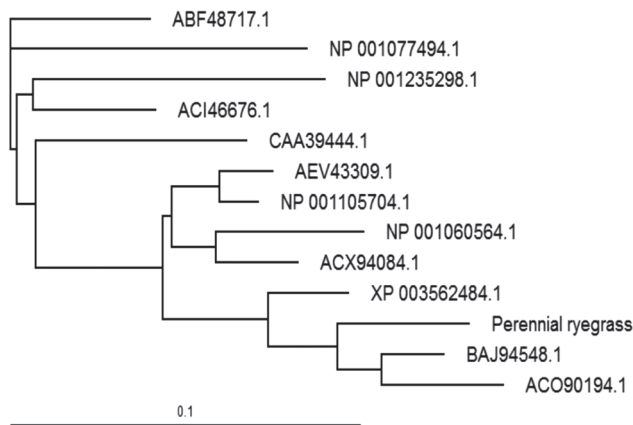 ABF48717.1
NP 001077494.1
NP 001235298.1
ACI46676.1
CAA39444.1
AEV43309.1
NP 001105704.1
NP 001060564.1
ACX94084.1
XP 003562484.1
Perennial ryegrass
BAJ94548.1
ACO90194.1
0.1